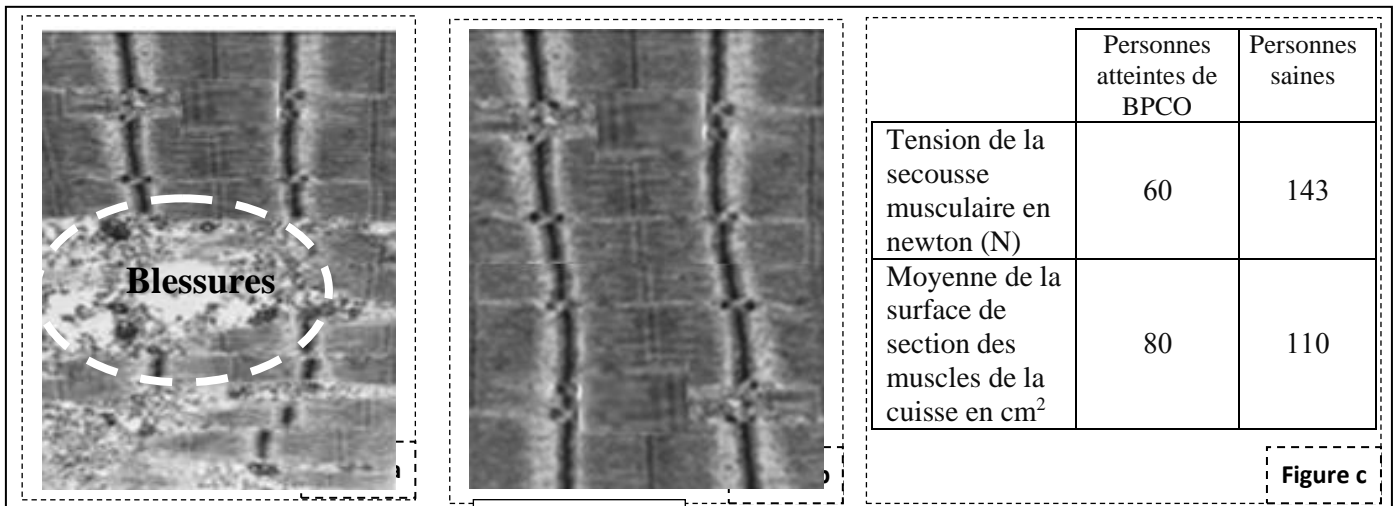 Blessures
a
Personnes
atteintes de
BPCO
Personnes
saines
Tension de la
secousse
musculaire en
newton (N)
60
143
Moyenne de la
surface de
section des
muscles de la
cuisse en cm²
80
110
Figure c